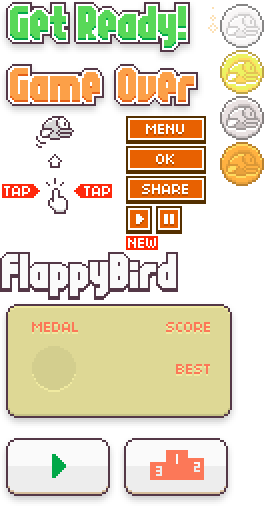 Get Ready!
Game Over
MENU
OK
TAP TAP
SHARE
NEW
FlappyBird
MEDAL SCORE
BEST
3 1 2